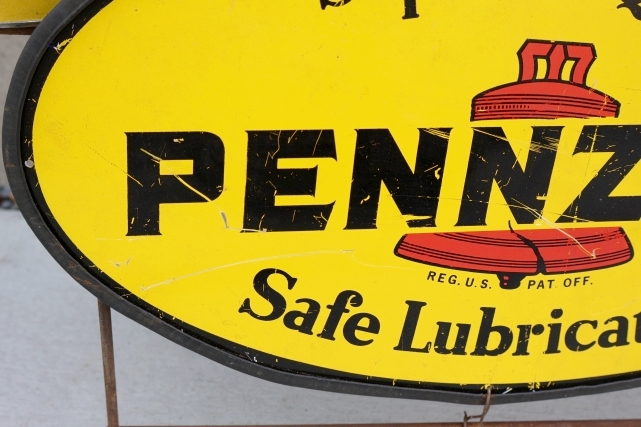 PENNZ
REG. U.S. PAT. OFF.
Safe Lubricat